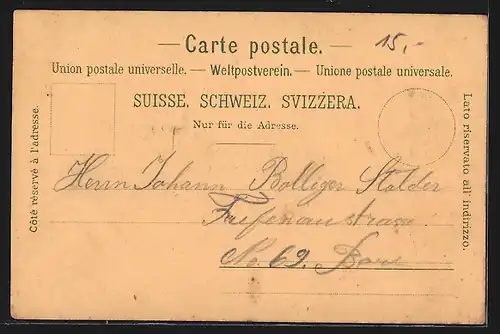 Carte postale.
15,-
Union postale universelle. — Weltpostverein. — Unione postale universale.
SUISSE. SCHWEIZ. SVIZZERA.
Nur für die Adresse.
Côté réservé à l'adresse.
Lato riservato all' indirizzo.
Herrn Johann Bolliger Stalder
No. 62.